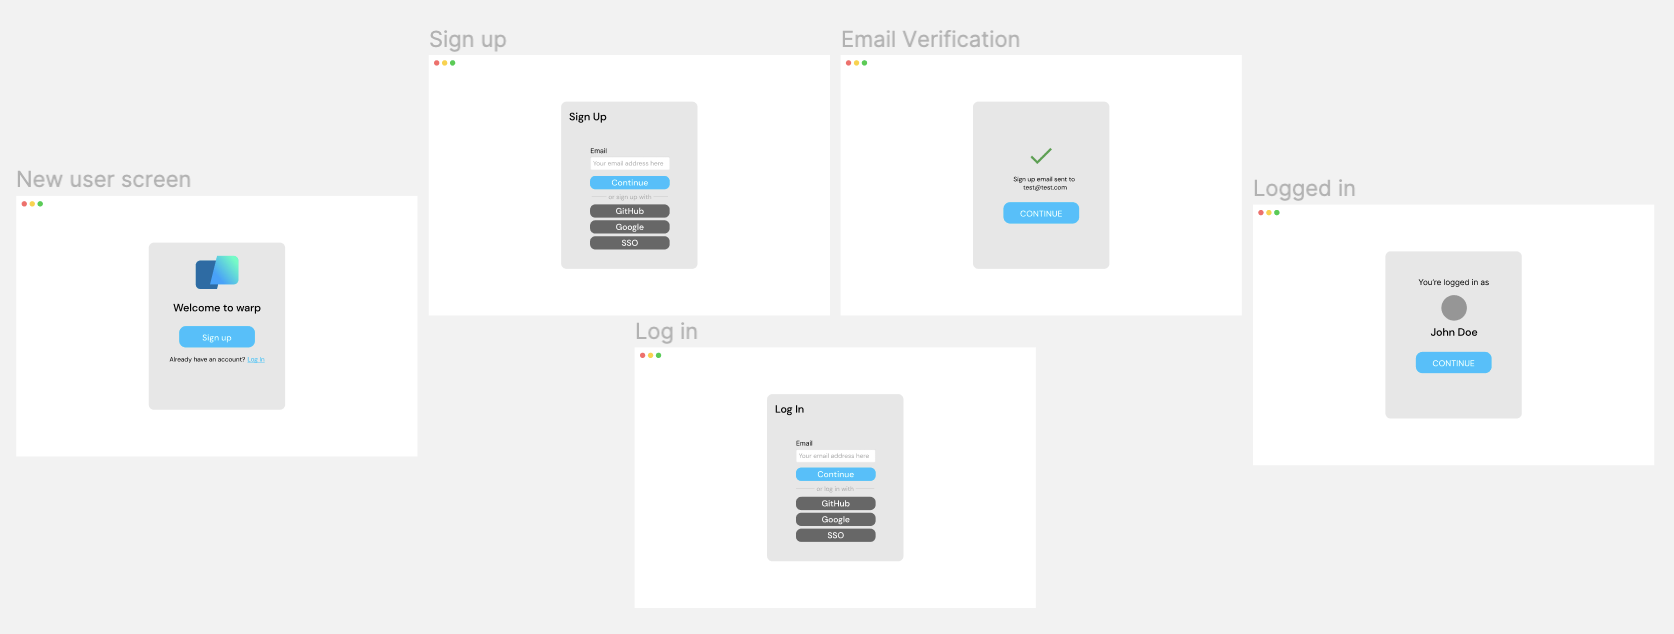 New user screen
Welcome to warp
Sign up
Already have an account? Log in
Sign up
Sign Up
Email
Your email address here
Continue
or sign up with
GitHub
Google
SSO
Email Verification
Sign up email sent to
test@test.com
CONTINUE
Log in
Log In
Email
Your email address here
Continue
or log in with
GitHub
Google
SSO
Logged in
You're logged in as
John Doe
CONTINUE